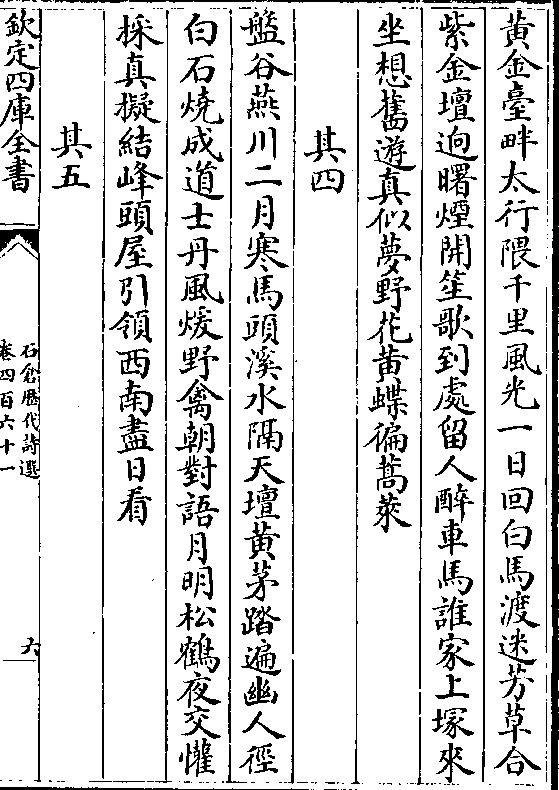 黄金臺畔太行隈千里風光一日回白馬渡迷芳草合
紫金壇逈曙煙開笙歌到處留人醉車馬誰家上塚來
坐想舊遊真似夢野花黄蝶徧蒿萊
其四
盤谷燕川二月寒馬頭溪水隔天壇黄茅踏遍幽人徑
白石燒成道士丹風煖野禽朝對語月明松鶴夜交懽
採真擬結峰頭屋引領西南盡日看
其五
欽定四庫全書
石倉歷代詩選
卷四百六十一
六